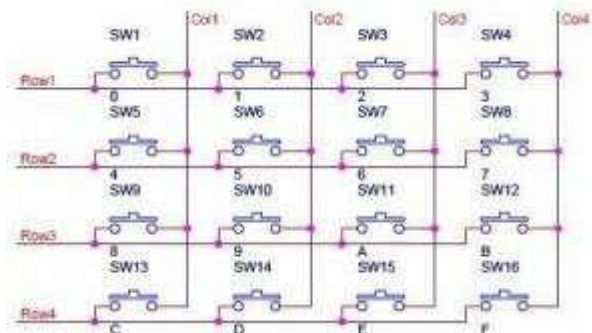 Col1 Col2 Col3 Col4
SW1 SW2 SW3 SW4
Row1
0 1 2 3
SW5 SW6 SW7 SW8
Row2
4 5 6 7
SW9 SW10 SW11 SW12
Row3
8 9 A B
SW13 SW14 SW15 SW16
Row4
C D E F